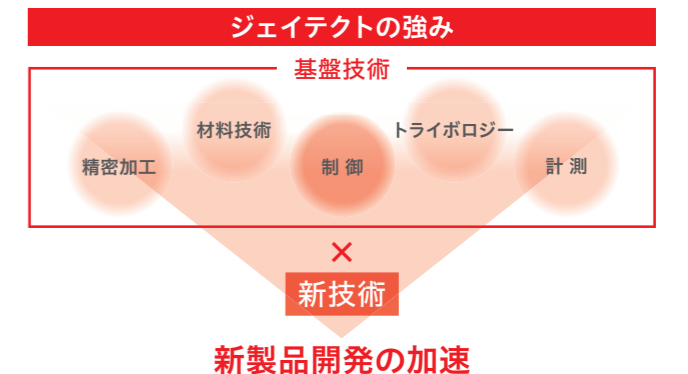 ジェイテクトの強み
基盤技術
材料技術
トライボロジー
精密加工
制 御
計 測
×
新技術
新製品開発の加速